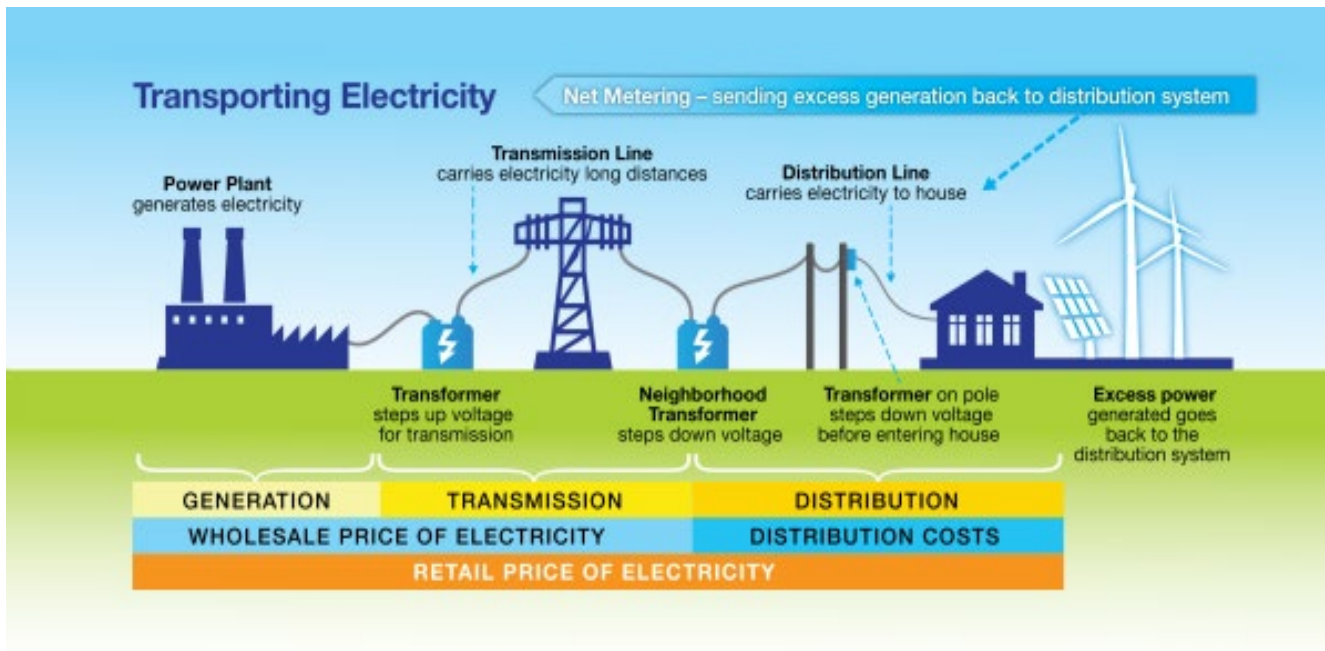 Transporting Electricity
Net Metering – sending excess generation back to distribution system
Power Plant
generates electricity
Transmission Line
carries electricity long distances
Distribution Line
carries electricity to house
Transformer
steps up voltage
for transmission
Neighborhood
Transformer
steps down voltage
Transformer on pole
steps down voltage
before entering house
Excess power
generated goes
back to the
distribution system
GENERATION
TRANSMISSION
DISTRIBUTION
WHOLESALE PRICE OF ELECTRICITY
DISTRIBUTION COSTS
RETAIL PRICE OF ELECTRICITY